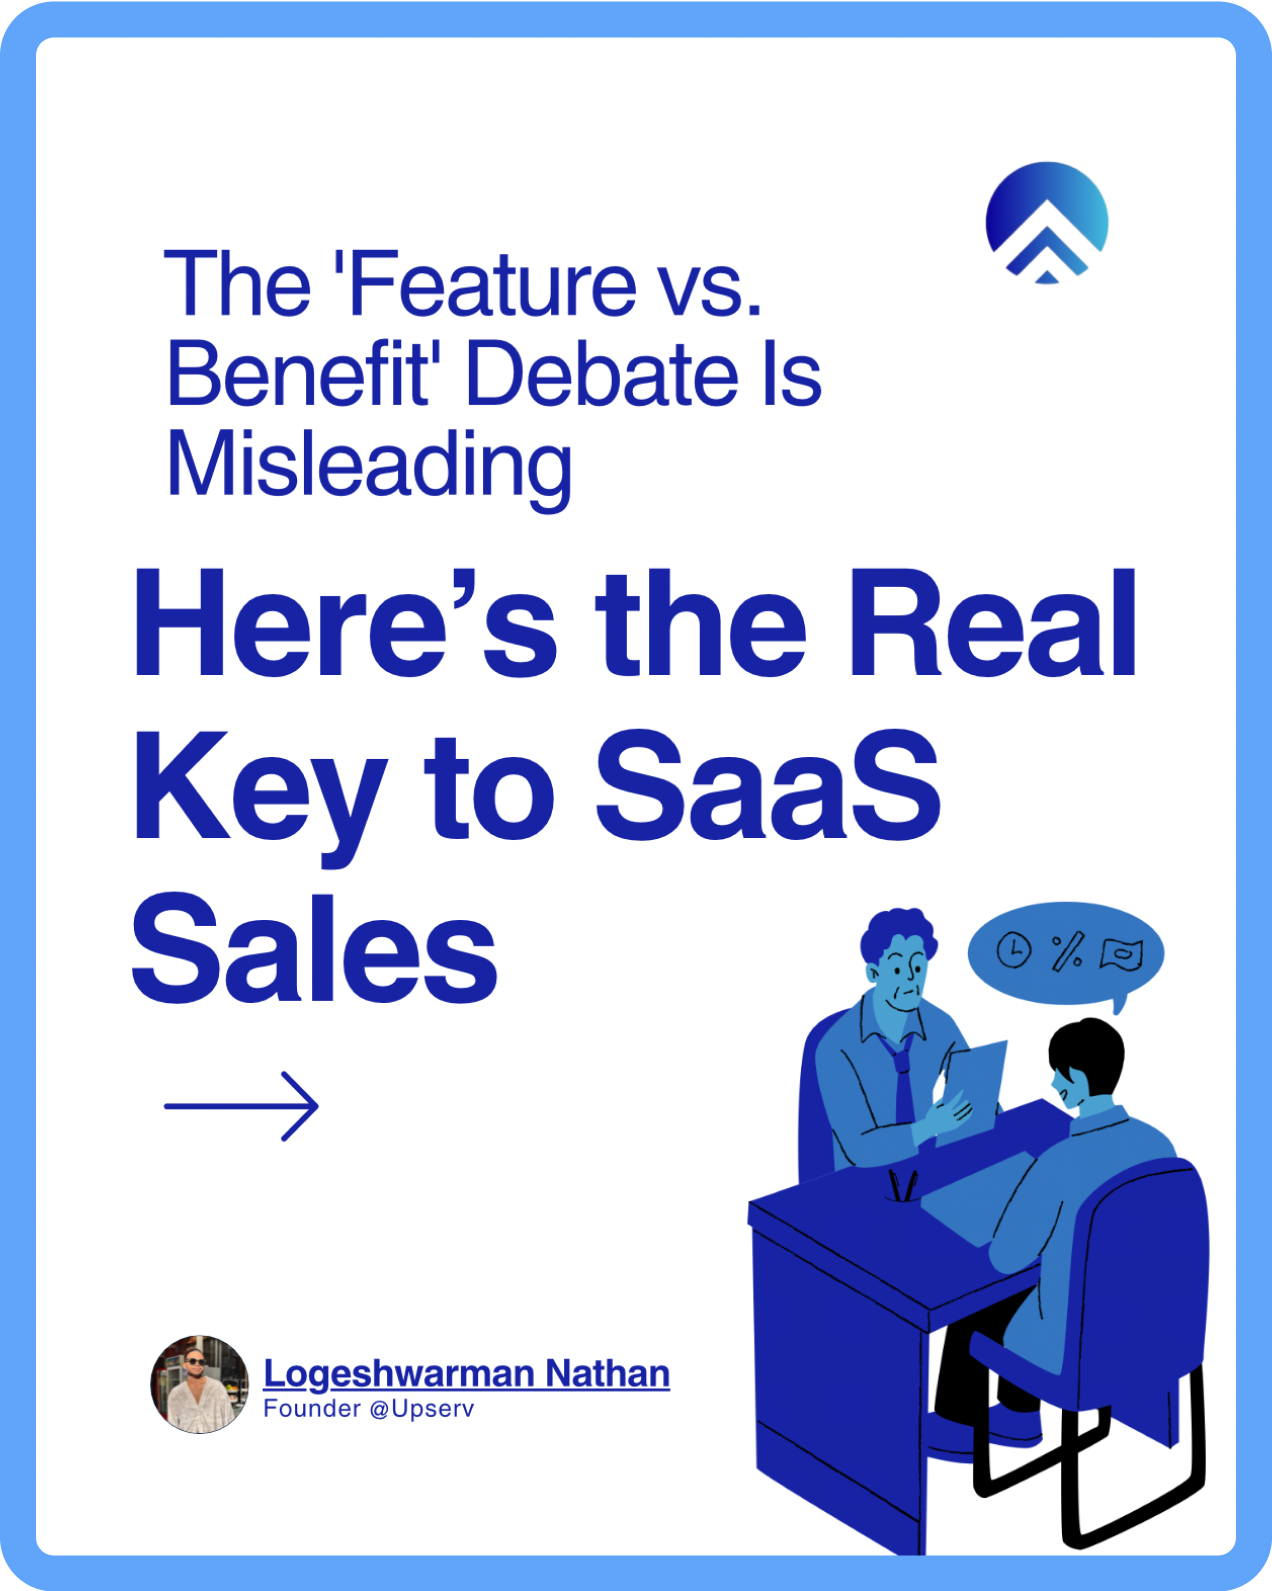 The 'Feature vs.
Benefit' Debate Is
Misleading
Here’s the Real
Key to SaaS
Sales
Logeshwarman Nathan
Founder @Upserv